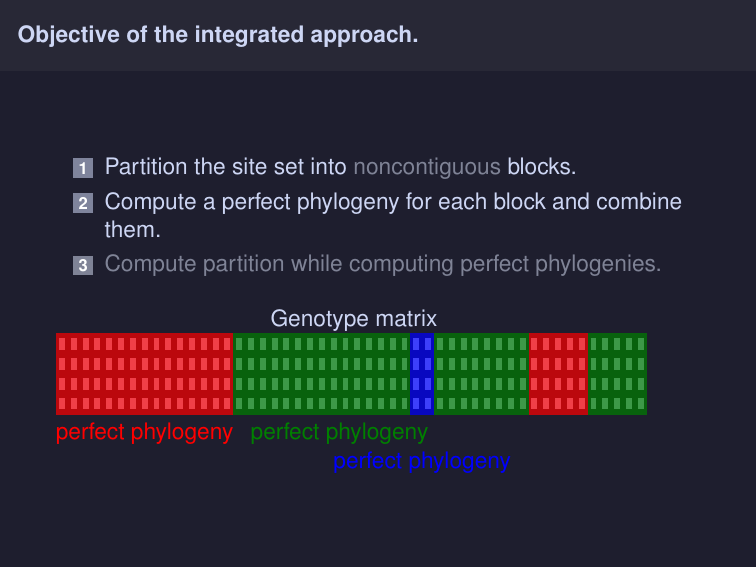 Objective of the integrated approach.
1 Partition the site set into noncontiguous blocks.
2 Compute a perfect phylogeny for each block and combine
them.
3 Compute partition while computing perfect phylogenies.
Genotype matrix
perfect phylogeny perfect phylogeny
perfect phylogeny